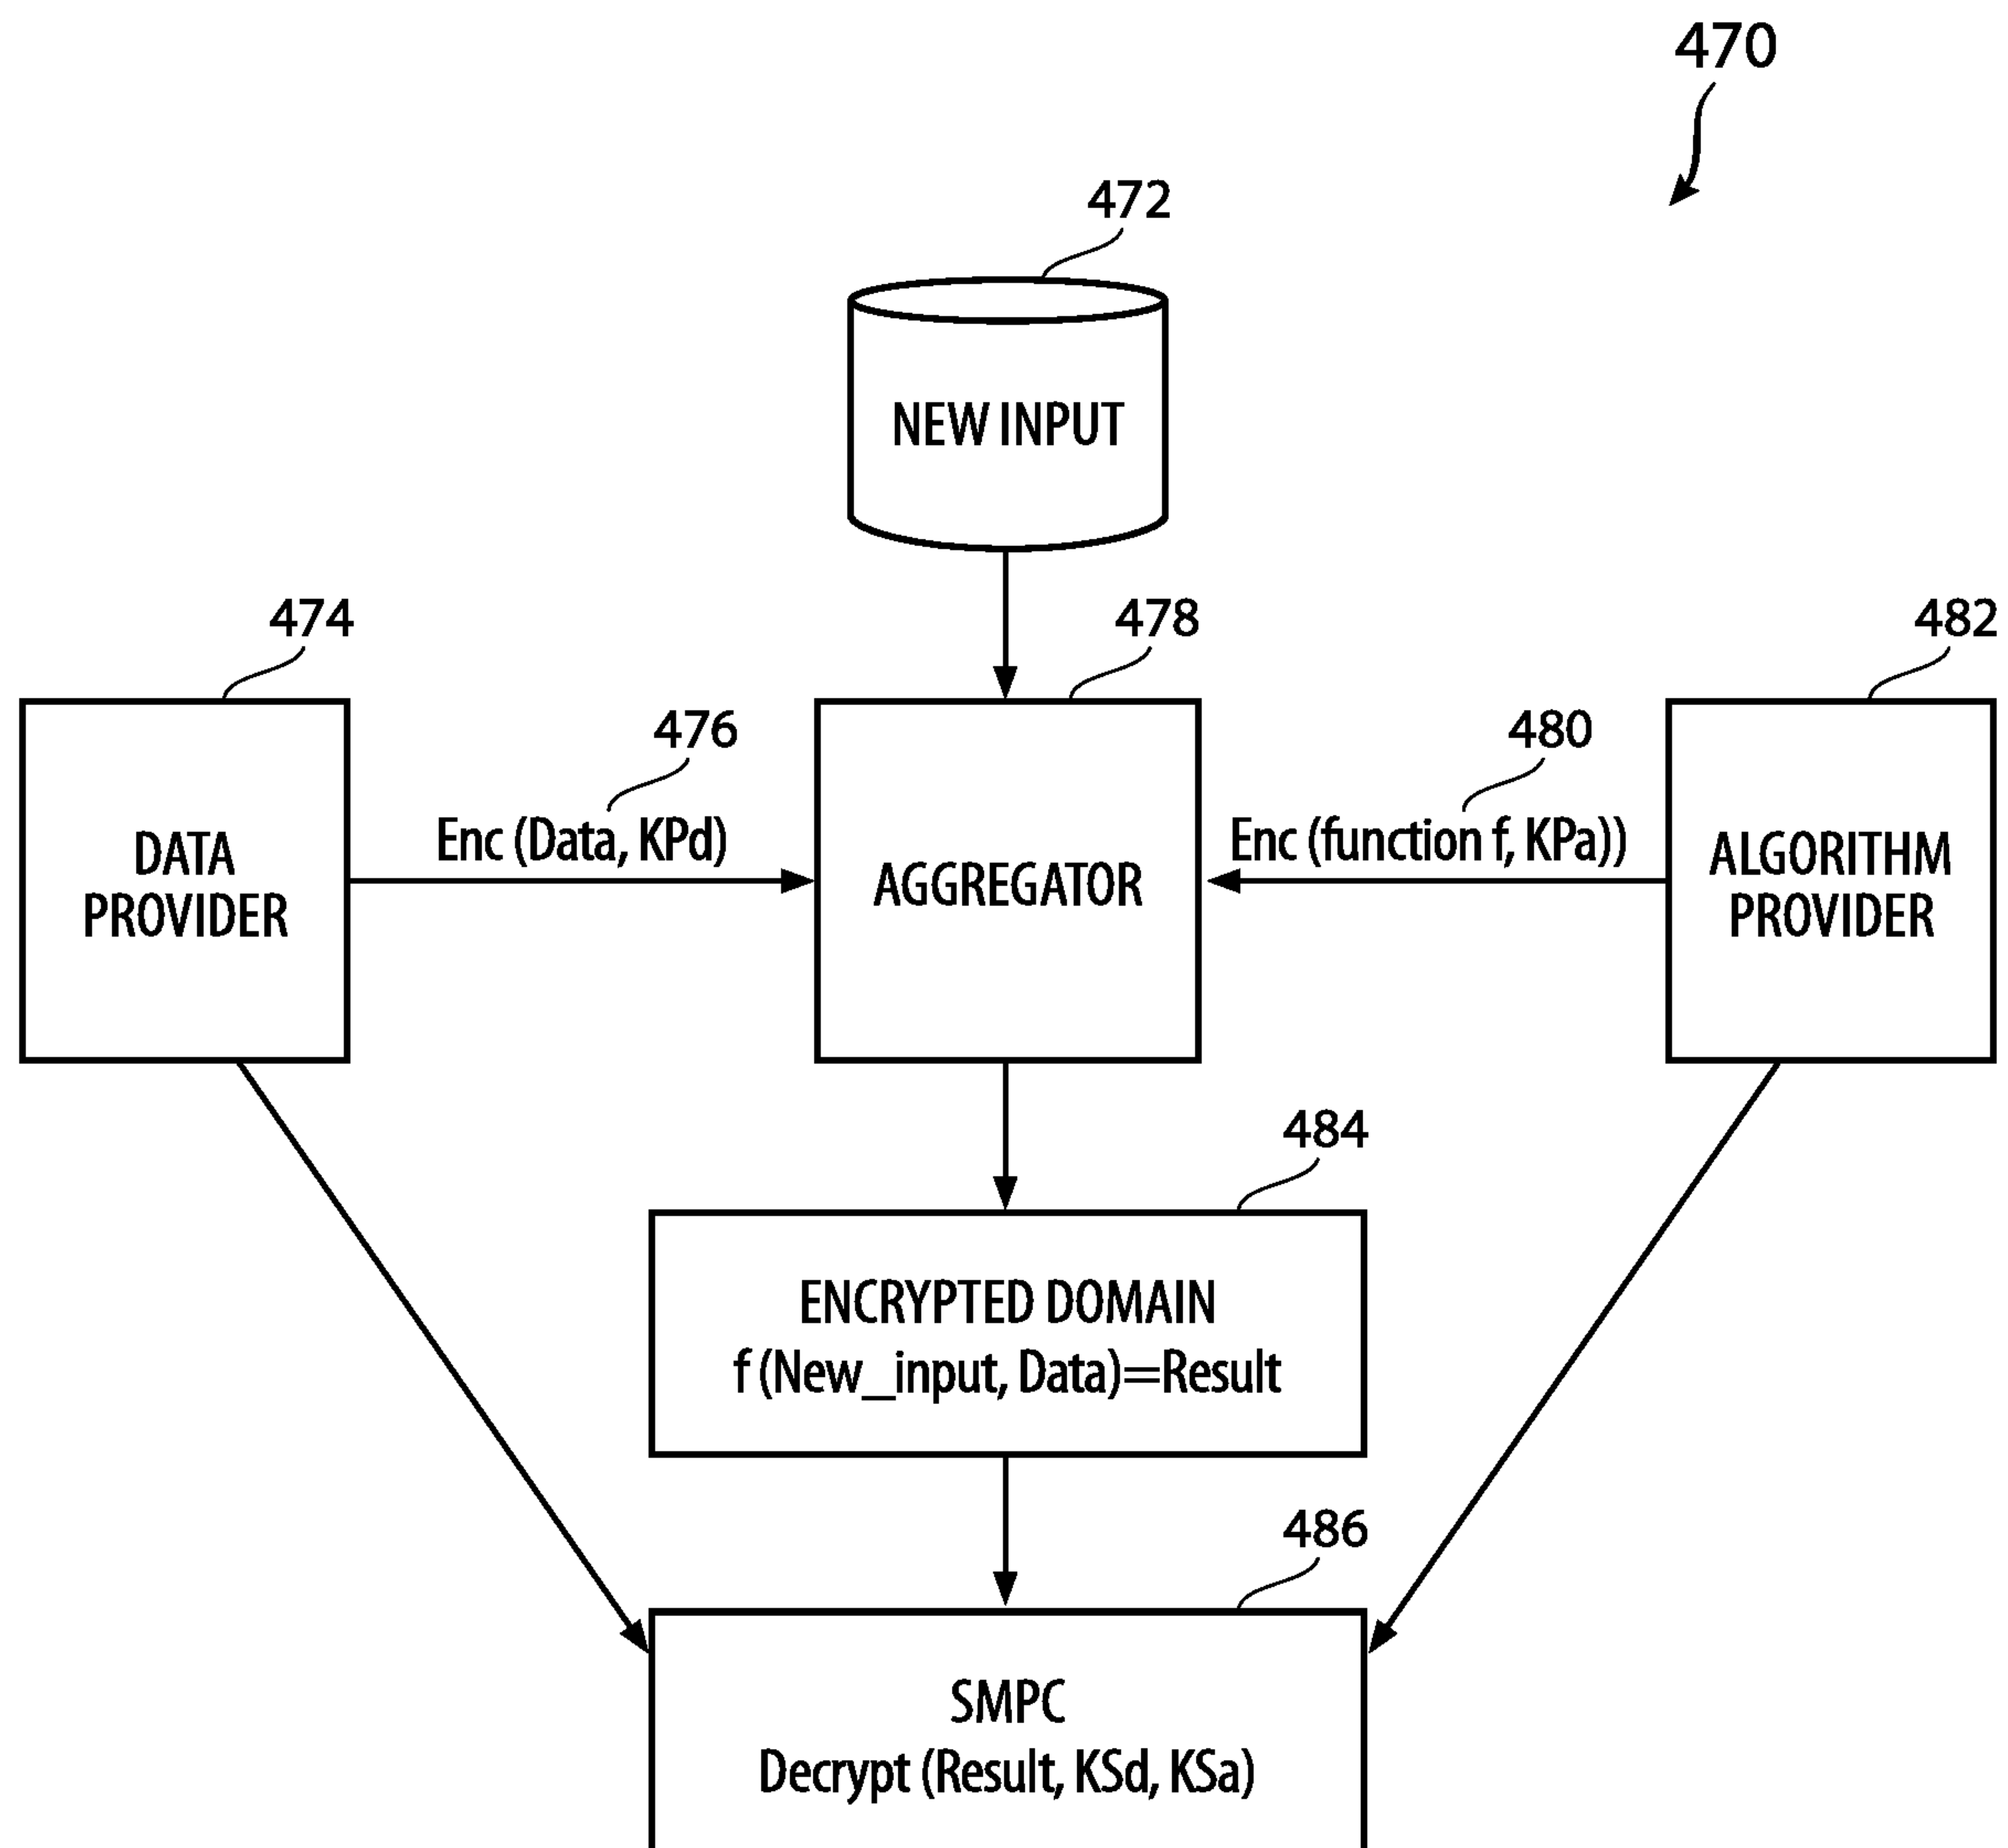 470
472
NEW INPUT
474
478
482
476
480
DATA
PROVIDER
Enc (Data, KPd)
AGGREGATOR
Enc (function f, KPa))
ALGORITHM
PROVIDER
484
ENCRYPTED DOMAIN
f (New_input, Data)=Result
486
SMPC
Decrypt (Result, KSd, KSa)